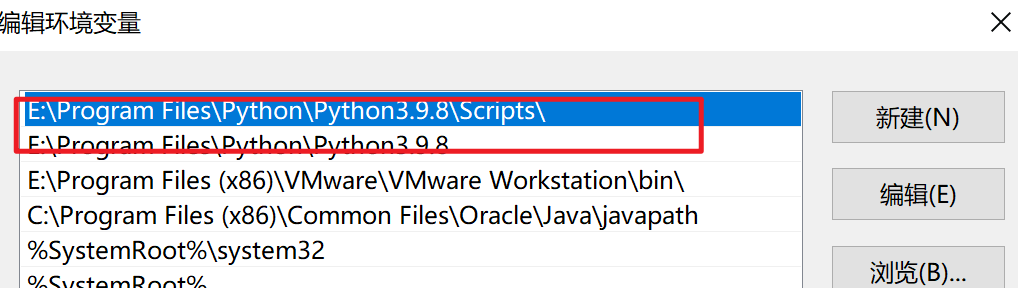 编辑环境变量
E:\Program Files\Python\Python3.9.8\Scripts\
新建(N)
E:\Program Files\Python\Python3.9.8
E:\Program Files (x86)\VMware\VMware Workstation\bin\
编辑(E)
C:\Program Files (x86)\Common Files\Oracle\Java\javapath
%SystemRoot%\system32
浏览(B)...
%SystemRoot%